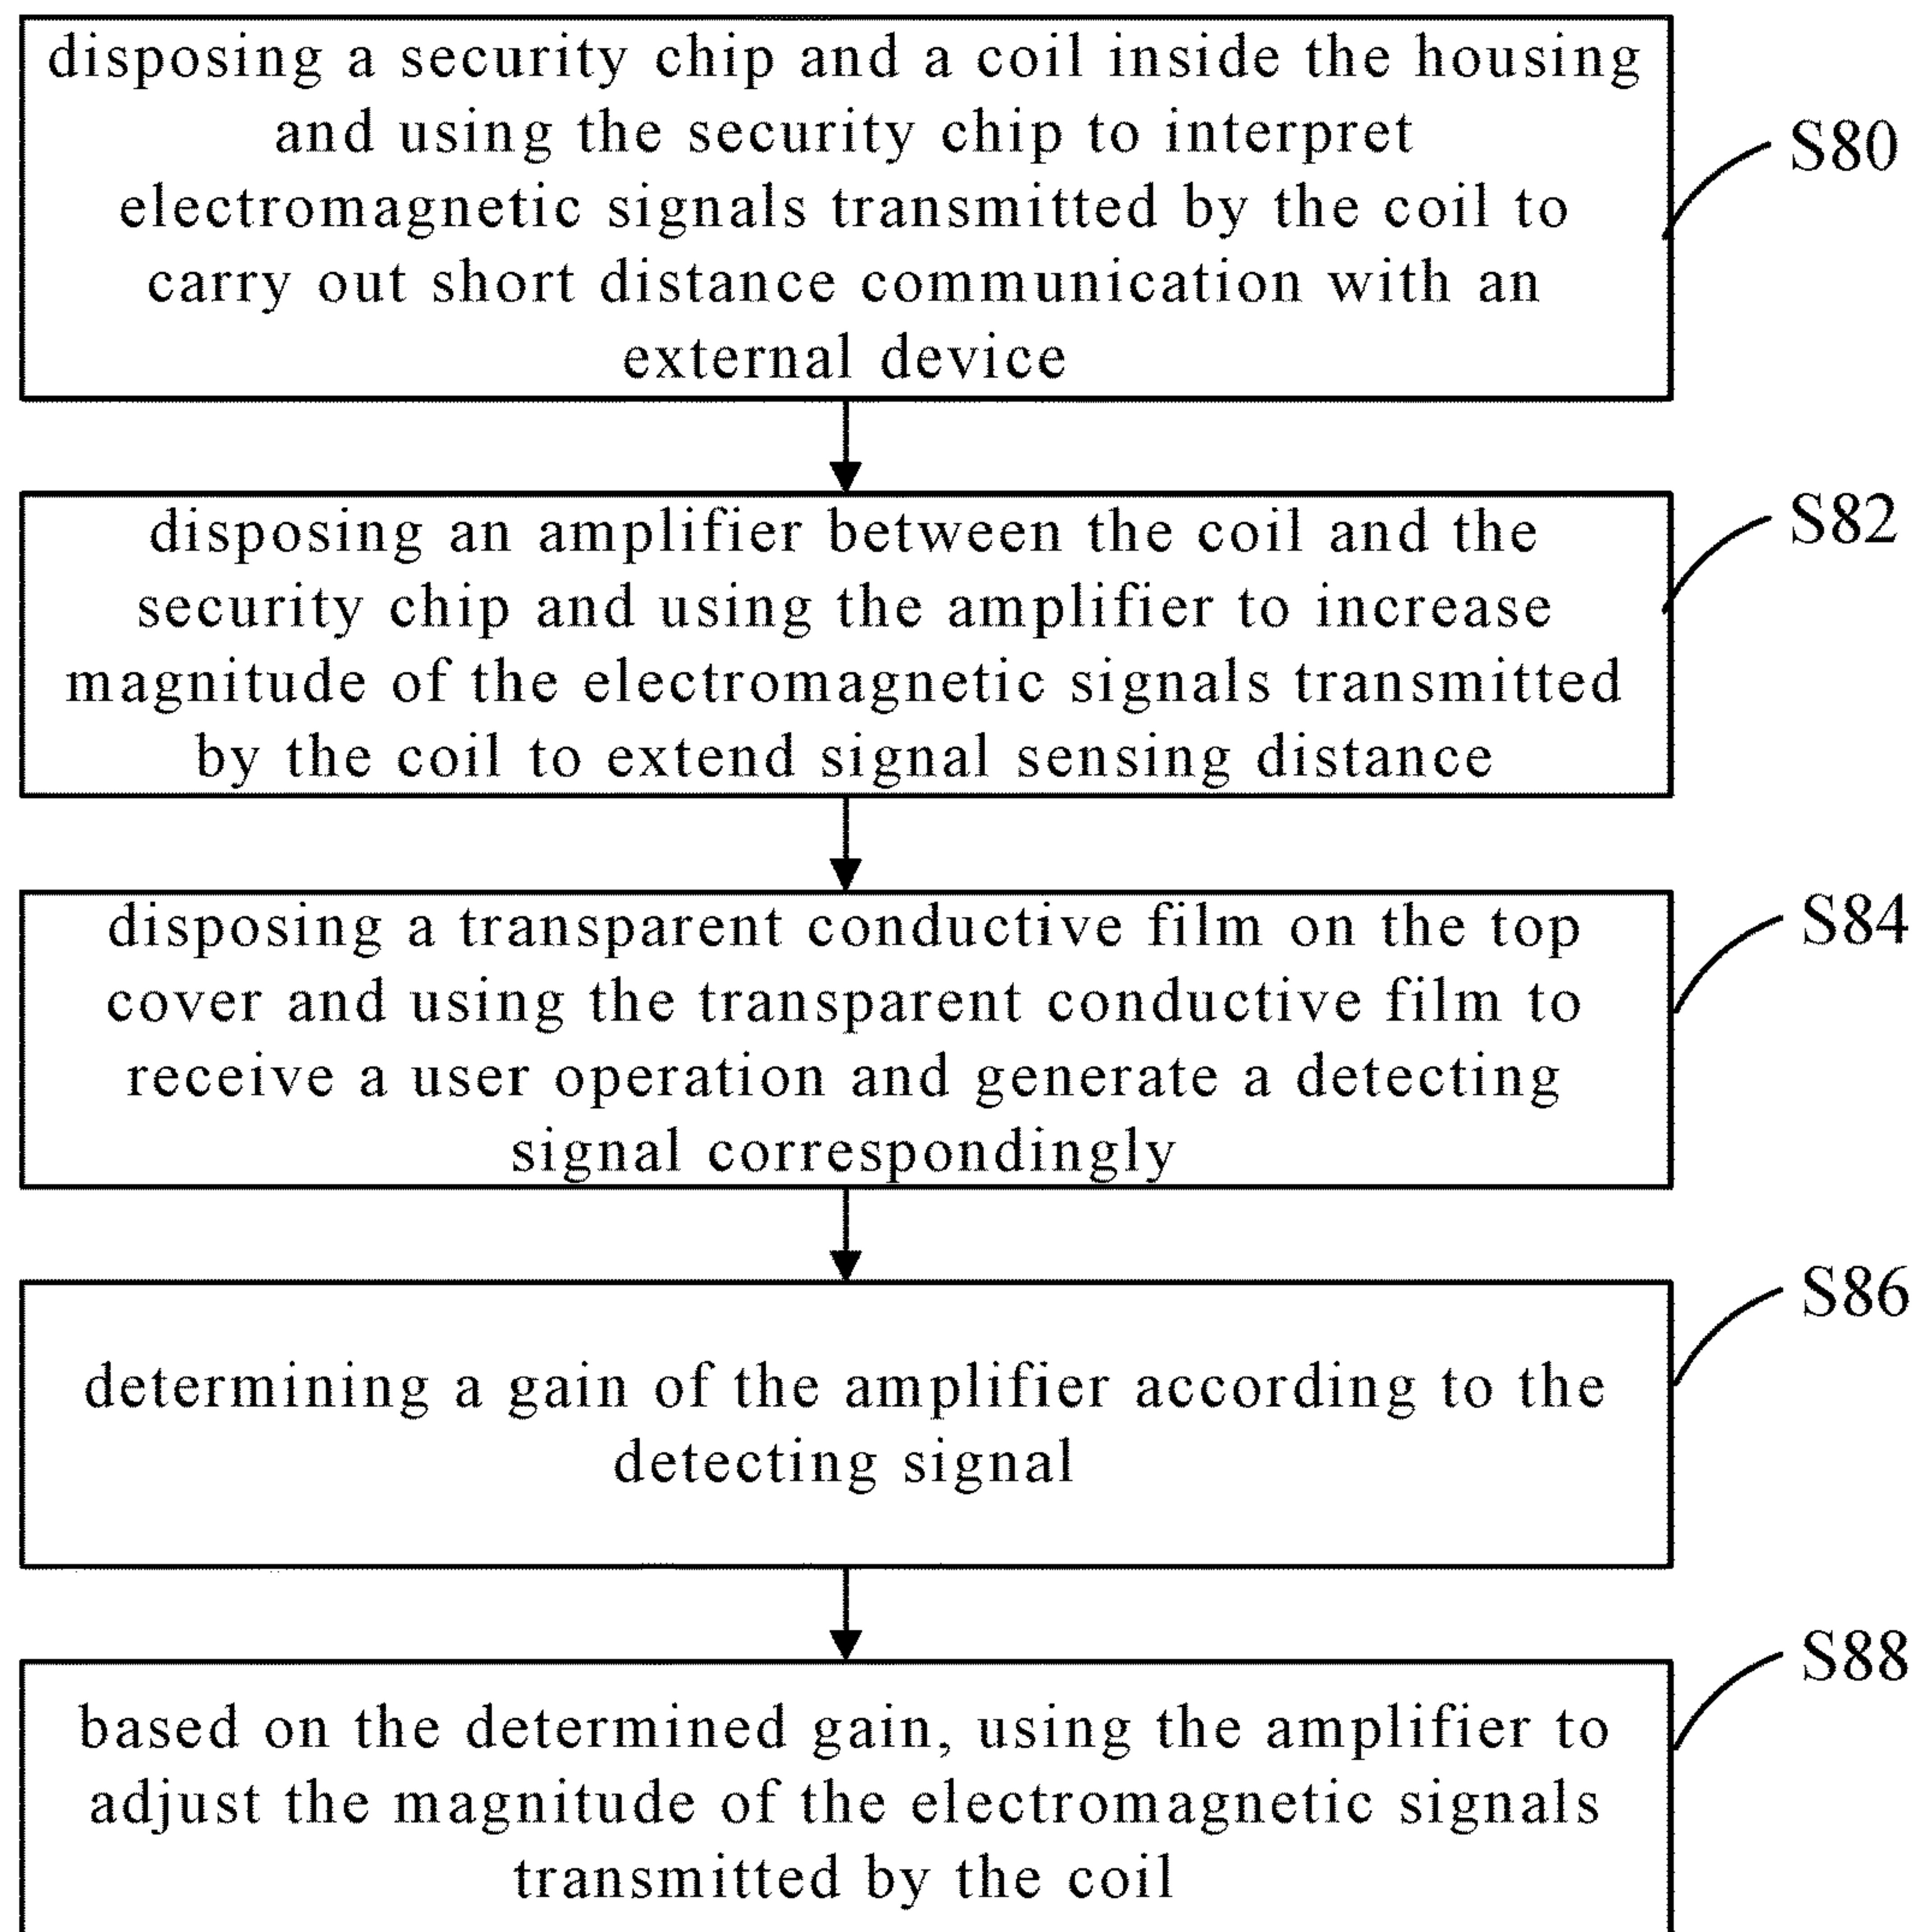 disposing a security chip and a coil inside the housing
and using the security chip to interpret
electromagnetic signals transmitted by the coil to
carry out short distance communication with an
external device
S80
disposing an amplifier between the coil and the
security chip and using the amplifier to increase
magnitude of the electromagnetic signals transmitted
by the coil to extend signal sensing distance
S82
disposing a transparent conductive film on the top
cover and using the transparent conductive film to
receive a user operation and generate a detecting
signal correspondingly
S84
determining a gain of the amplifier according to the
detecting signal
S86
based on the determined gain, using the amplifier to
adjust the magnitude of the electromagnetic signals
transmitted by the coil
S88